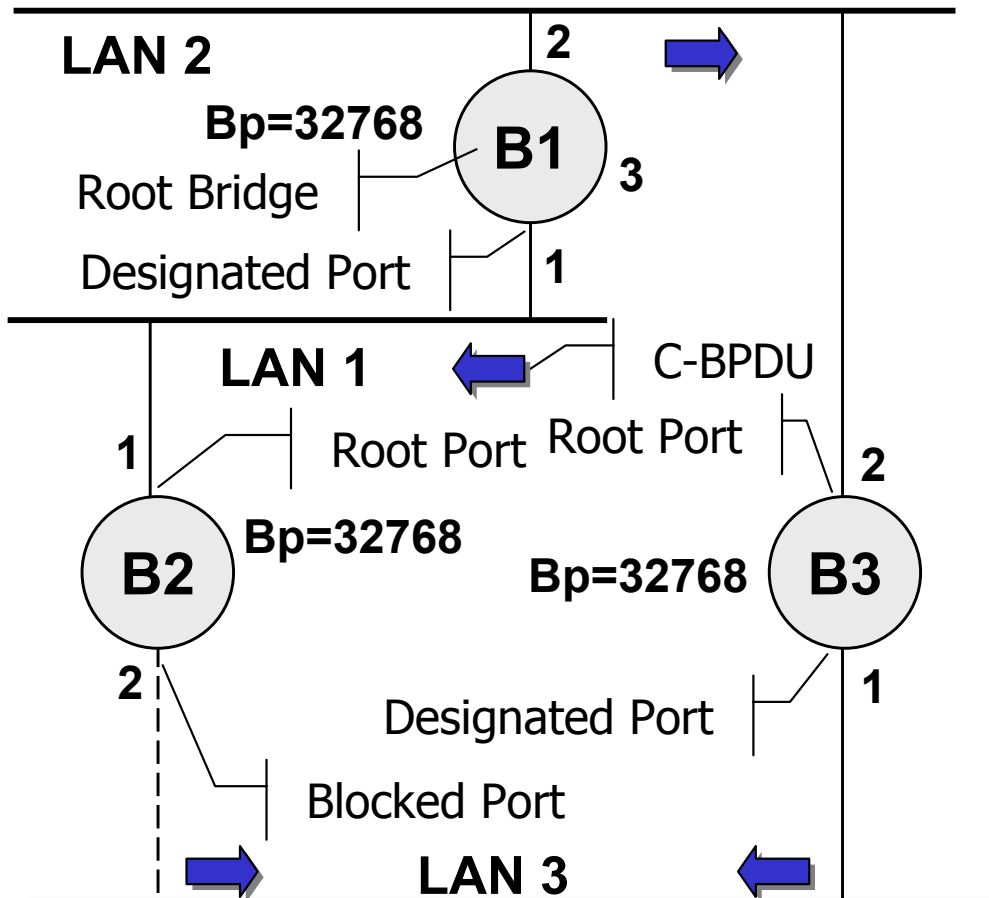 2
LAN 2
Bp=32768
B1
3
Root Bridge
Designated Port
1
LAN 1
C-BPDU
1
Root Port
Root Port
2
Bp=32768
B2
Bp=32768
B3
2
1
Designated Port
Blocked Port
LAN 3